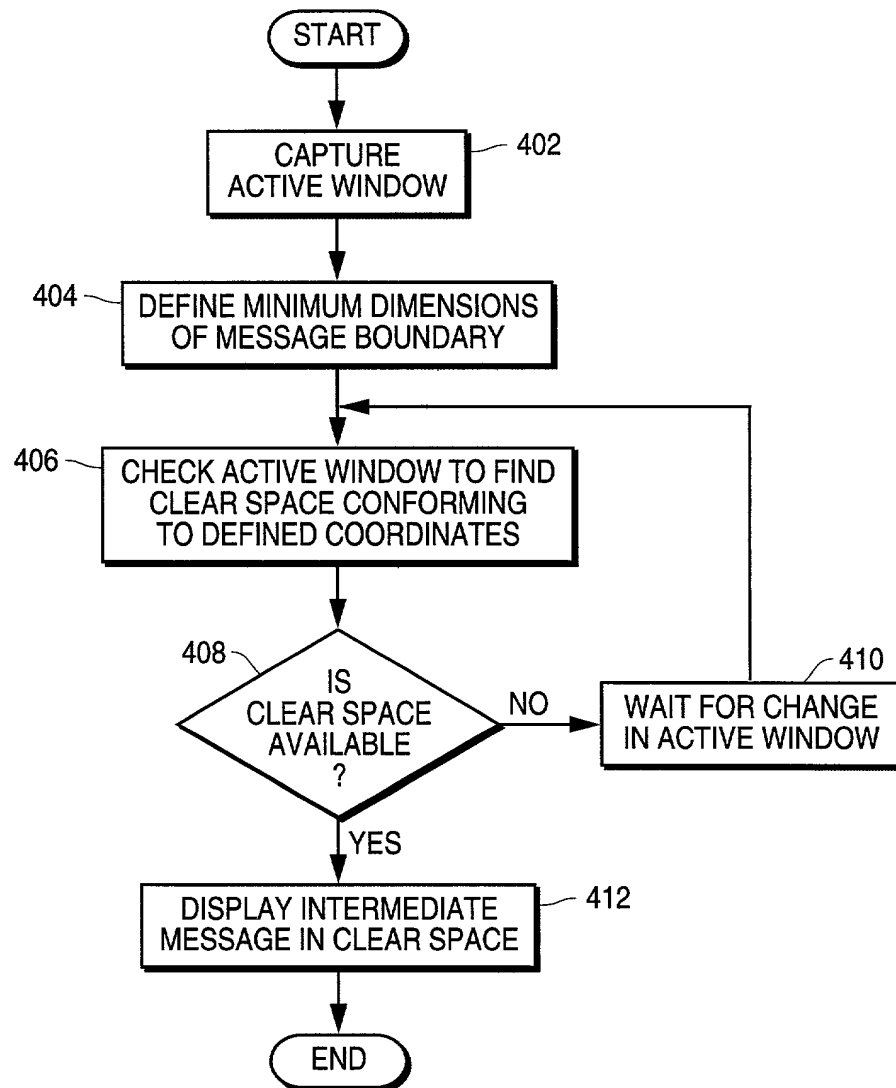 START
CAPTURE
ACTIVE WINDOW
402
404
DEFINE MINIMUM DIMENSIONS
OF MESSAGE BOUNDARY
406
CHECK ACTIVE WINDOW TO FIND
CLEAR SPACE CONFORMING
TO DEFINED COORDINATES
408
IS
CLEAR SPACE
AVAILABLE
?
NO
410
WAIT FOR CHANGE
IN ACTIVE WINDOW
YES
DISPLAY INTERMEDIATE
MESSAGE IN CLEAR SPACE
412
END